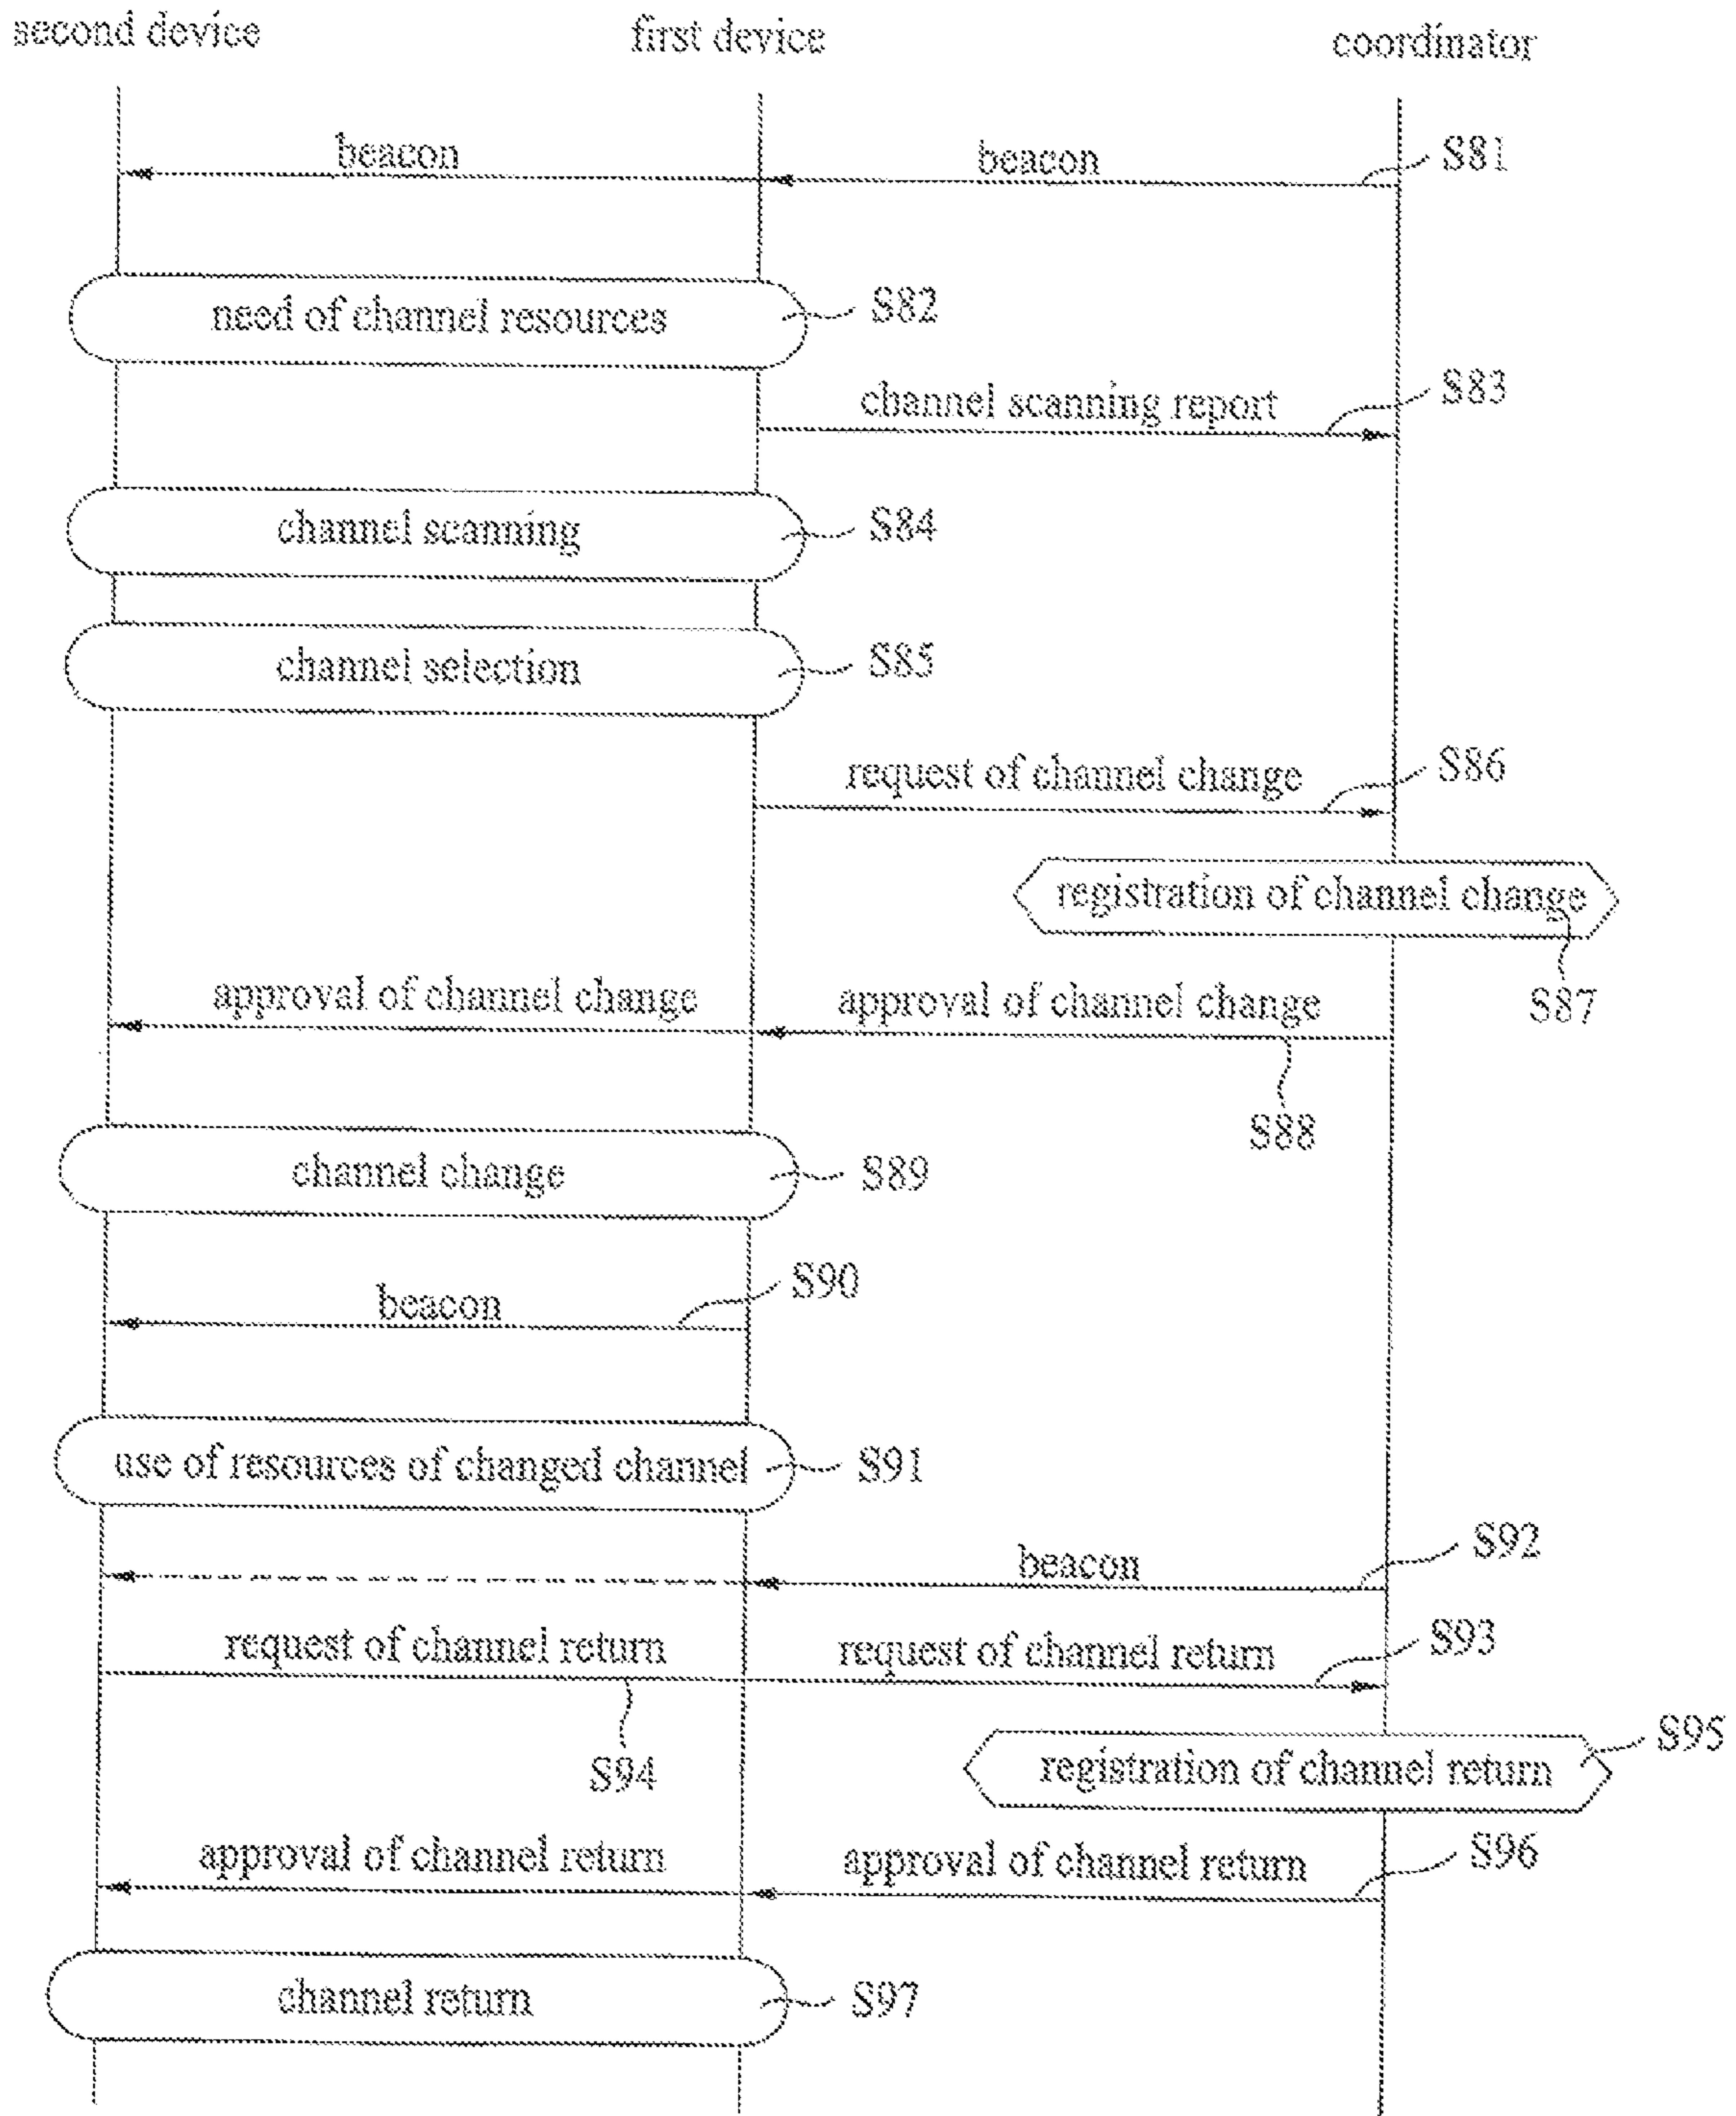 second device
first device
coordinator
beacon
beacon
S81
need of channel resources
S82
channel scanning report
S83
channel scanning
S84
channel selection
S85
request of channel change
S86
registration of channel change
S87
approval of channel change
approval of channel change
S88
channel change
S89
beacon
S90
use of resources of changed channel
S91
beacon
S92
request of channel return
request of channel return
S93
S94
registration of channel return
S95
approval of channel return
approval of channel return
S96
channel return
S97